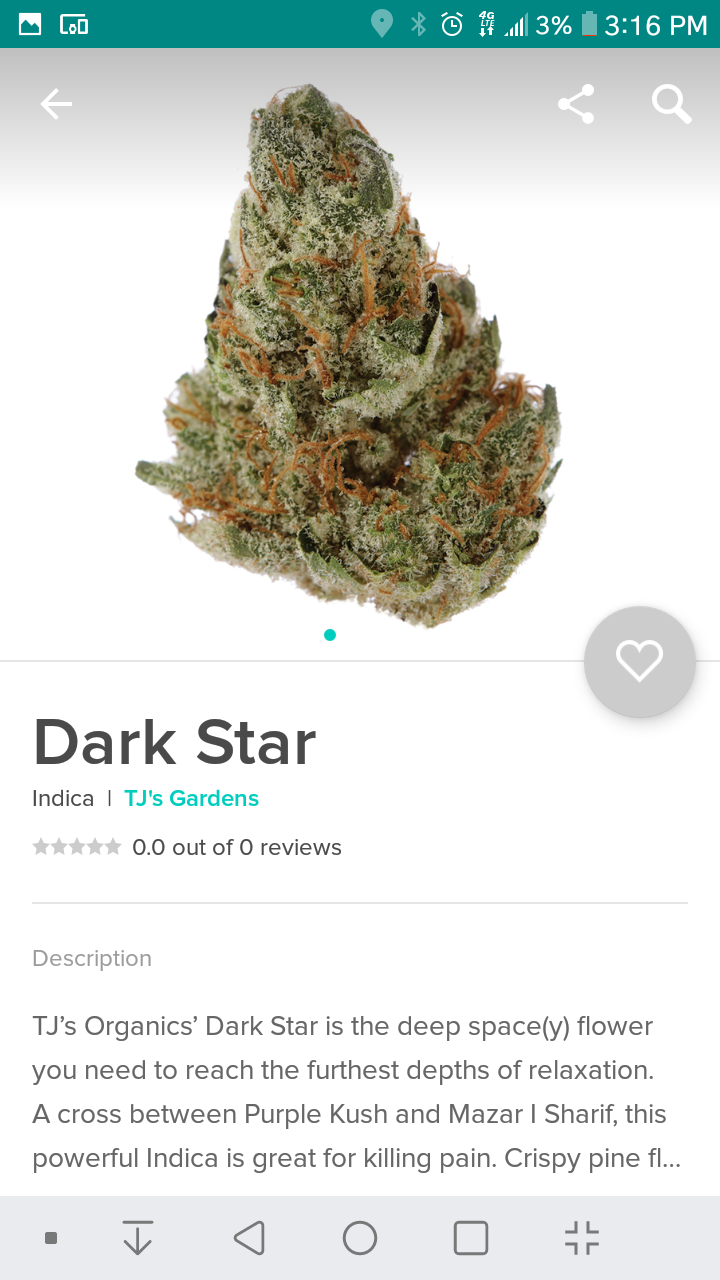 4G LTE 3% 3:16 PM
Dark Star
Indica | TJ's Gardens
0.0 out of 0 reviews
Description
TJ’s Organics’ Dark Star is the deep space(y) flower
you need to reach the furthest depths of relaxation.
A cross between Purple Kush and Mazar I Sharif, this
powerful Indica is great for killing pain. Crispy pine fl...